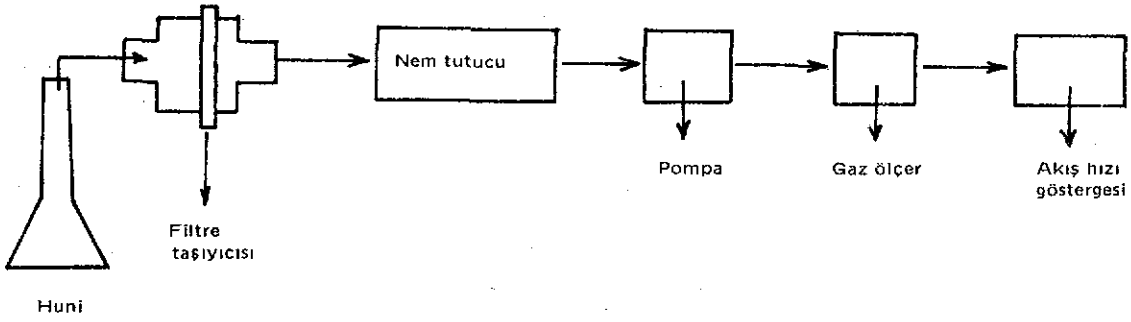 Nem tutucu
Pompa
Gaz ölçer
Akış hızı
göstergesi
Filtre
taşıyıcısı
Huni